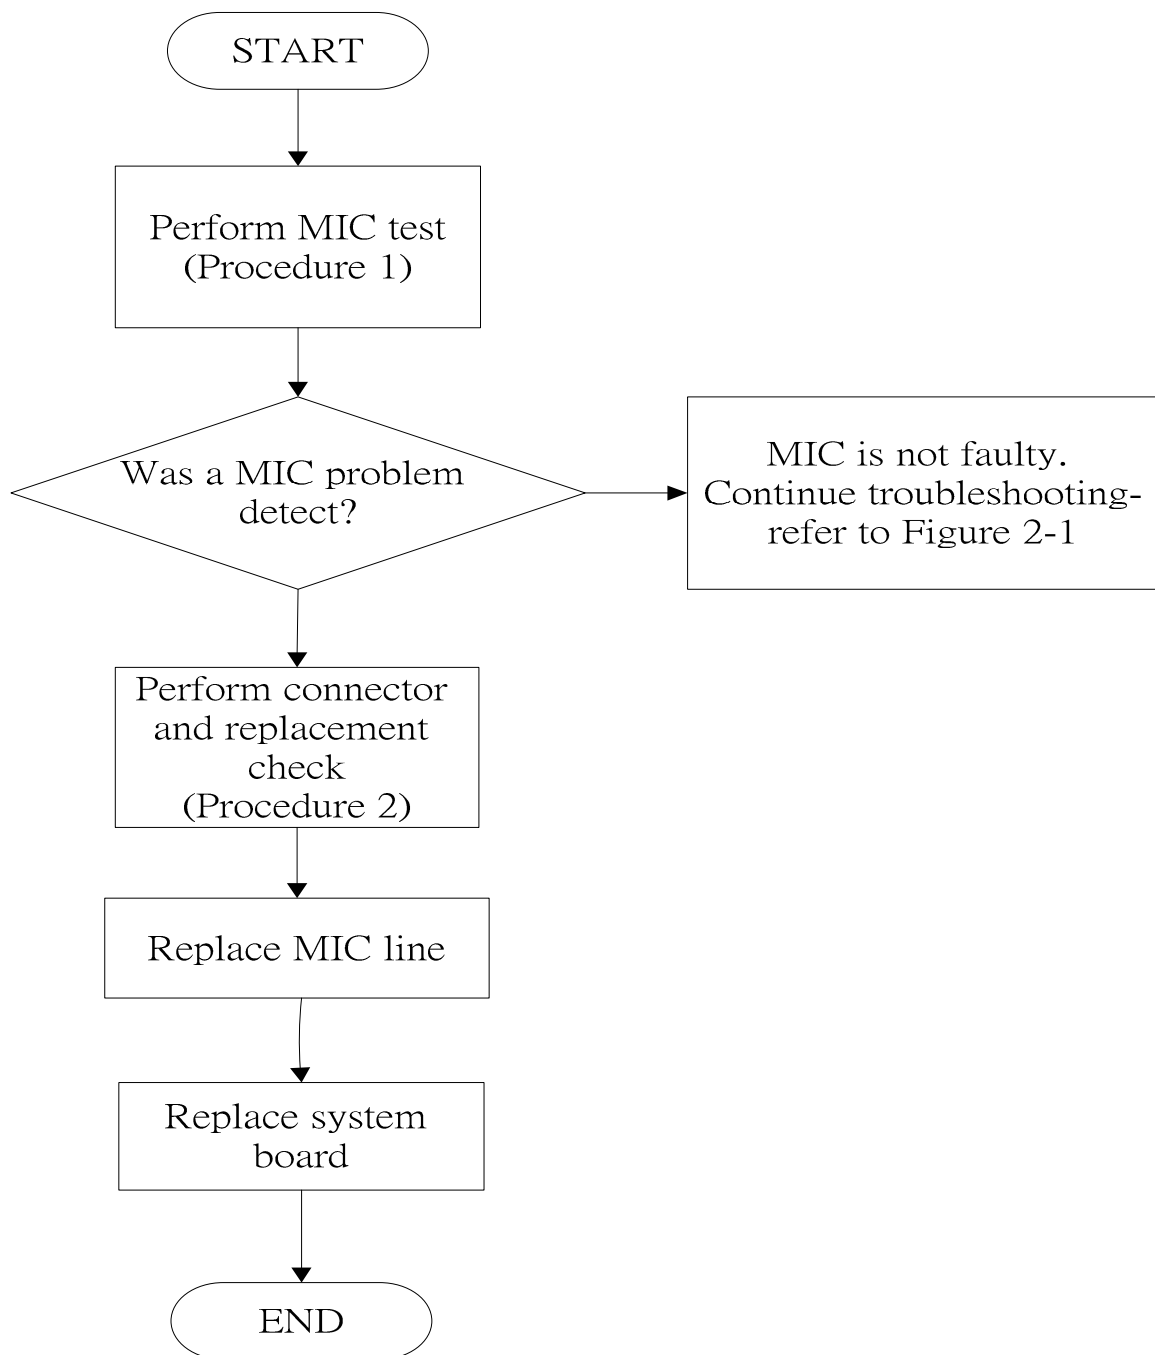 START
Perform MIC test
(Procedure 1)
Was a MIC problem
detect?
MIC is not faulty.
Continue troubleshooting-
refer to Figure 2-1
Perform connector
and replacement
check
(Procedure 2)
Replace MIC line
Replace system
board
END